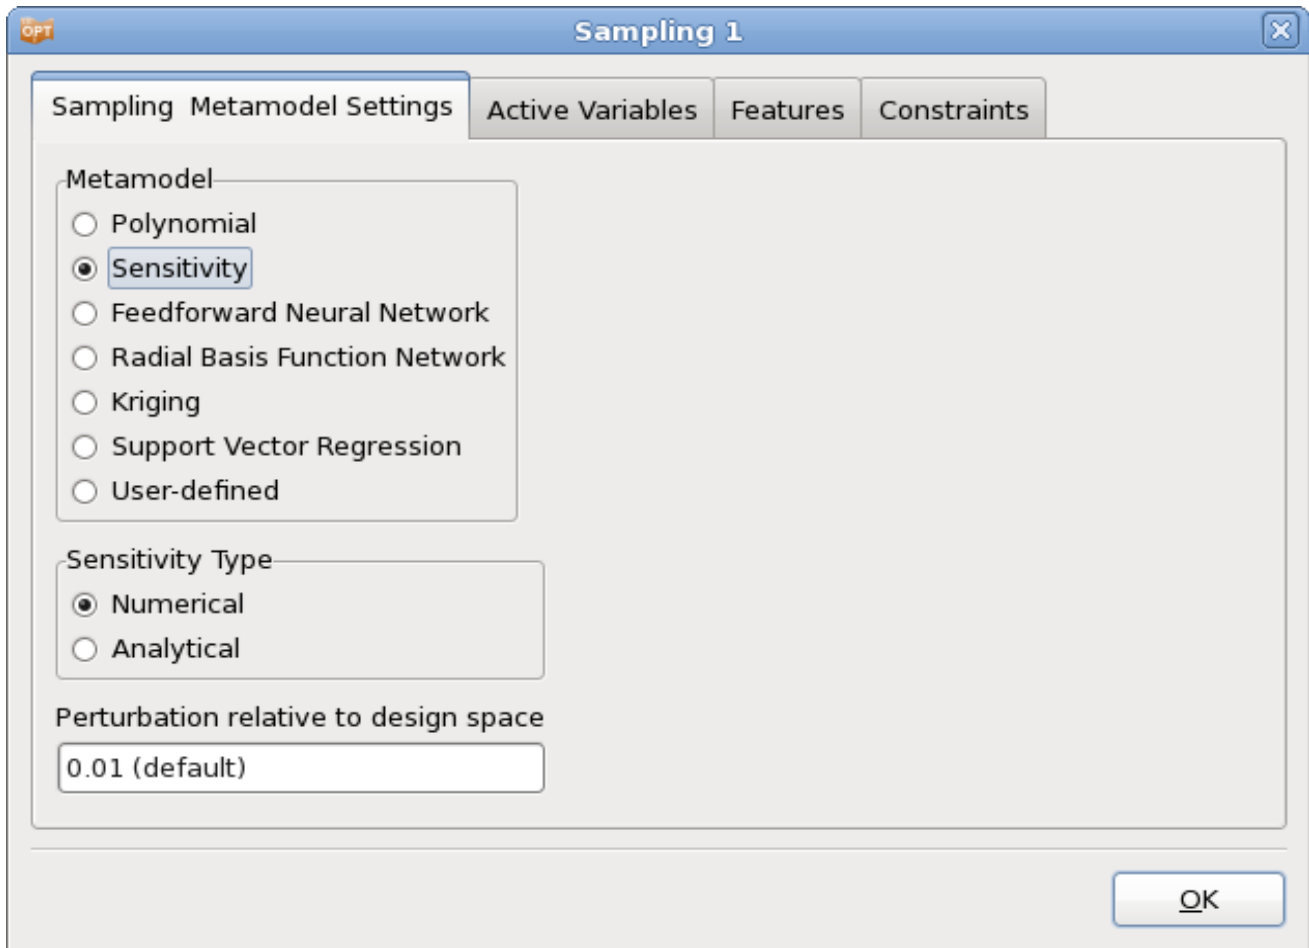 OPT
Sampling 1
Sampling Metamodel Settings
Active Variables
Features
Constraints
Metamodel
Polynomial
Sensitivity
Feedforward Neural Network
Radial Basis Function Network
Kriging
Support Vector Regression
User-defined
Sensitivity Type
Numerical
Analytical
Perturbation relative to design space
0.01 (default)
OK